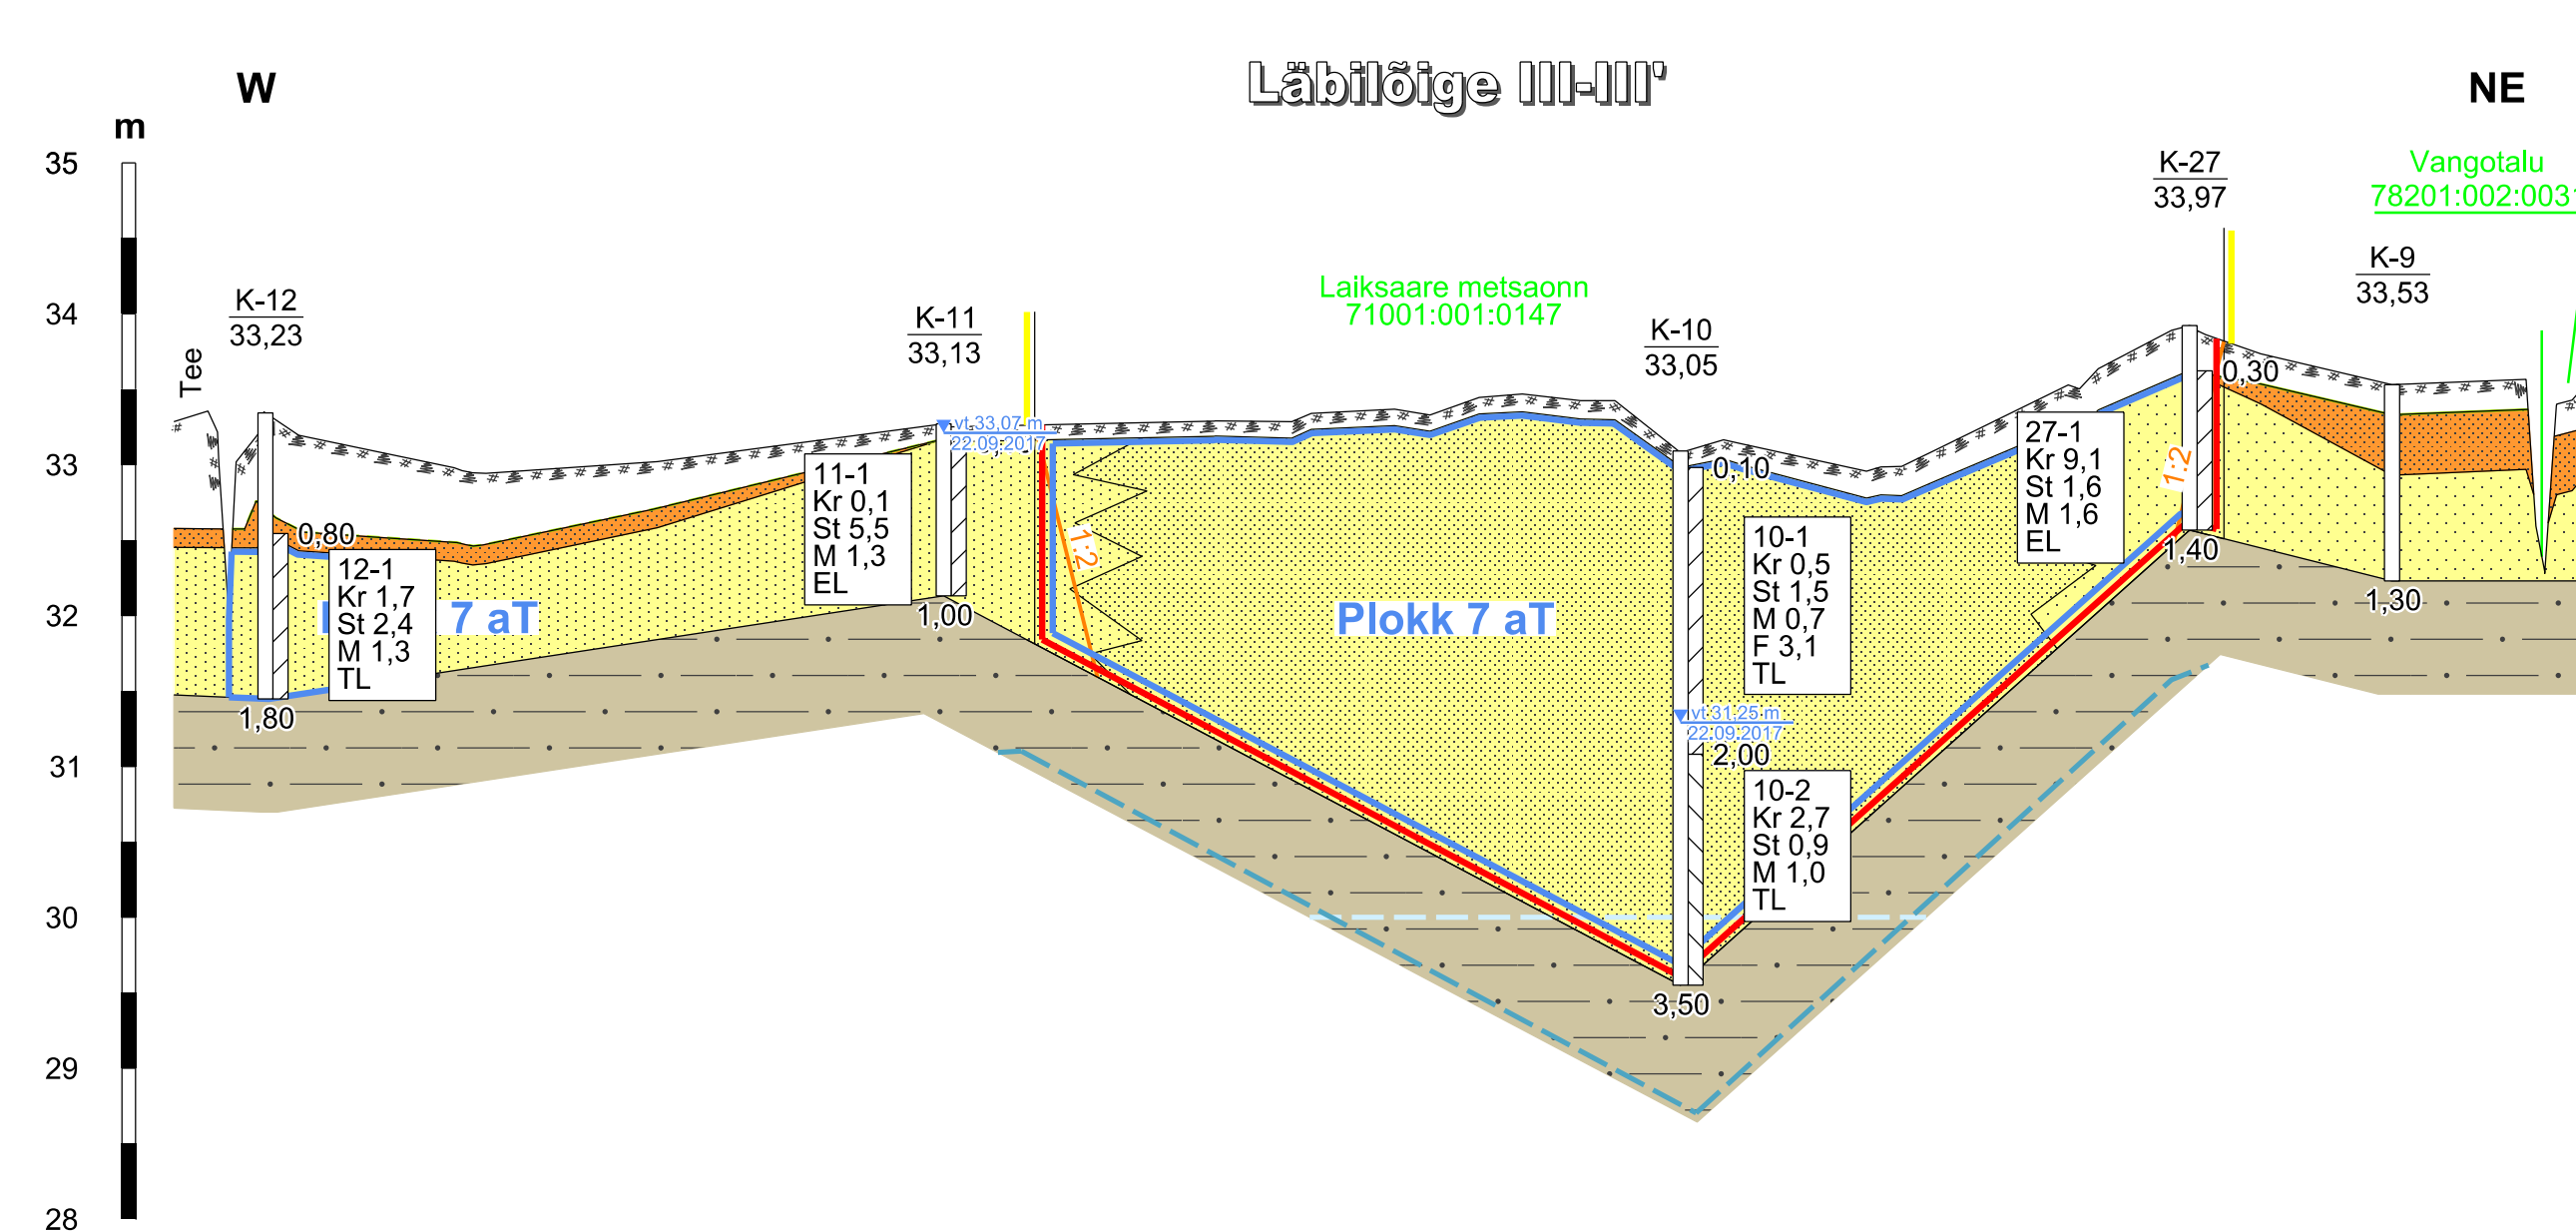 Läbilõige III-III'
W
NE
m
35
34
33
32
31
30
29
28
Tee
K-12
33,23
0,80
12-1
Kr 1,7
St 2,4
M 1,3
TL
7 aT
1,80
K-11
33,13
vt 33,07 m
22.09.2017
11-1
Kr 0,1
St 5,5
M 1,3
EL
1,00
1:2
Laiksaare metsaonn
71001:001:0147
Plokk 7 aT
K-10
33,05
0,10
10-1
Kr 0,5
St 1,5
M 0,7
F 3,1
TL
vt 31,25 m
22.09.2017
2,00
10-2
Kr 2,7
St 0,9
M 1,0
TL
3,50
K-27
33,97
0,30
27-1
Kr 9,1
St 1,6
M 1,6
EL
1:2
1,40
Vangotalu
78201:002:0031
K-9
33,53
1,30